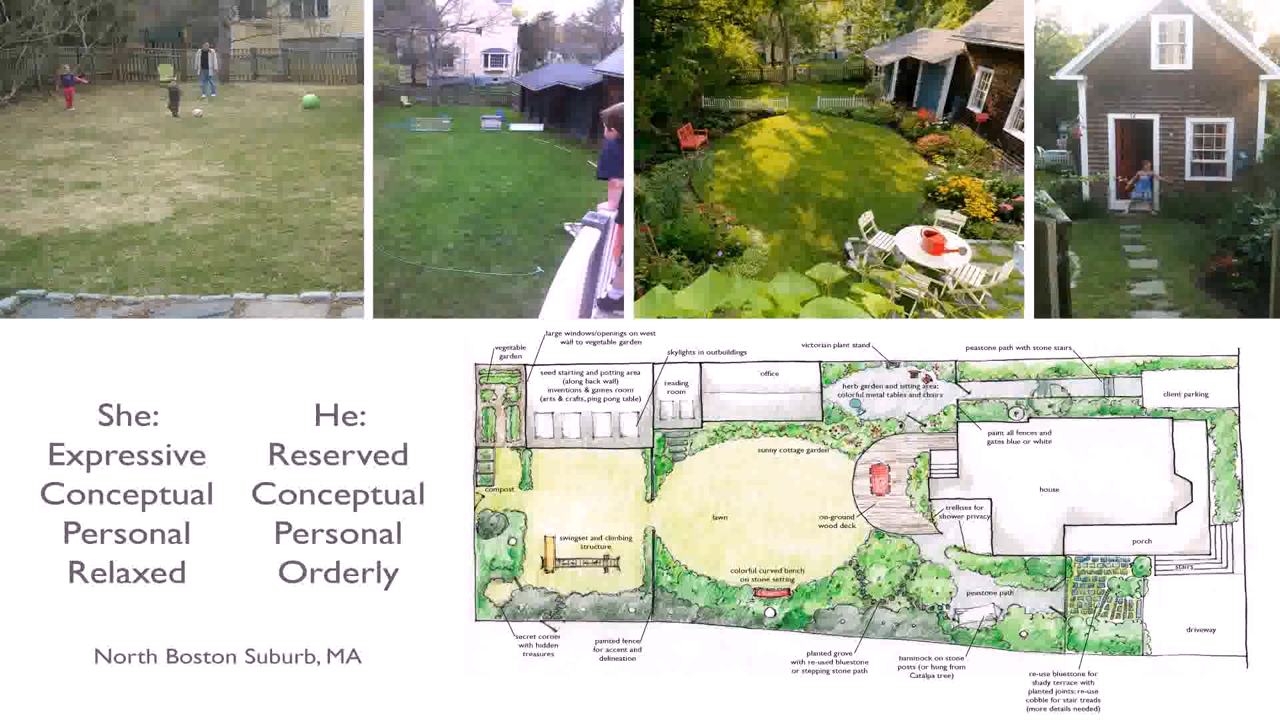 She:
Expressive
Conceptual
Personal
Relaxed
He:
Reserved
Conceptual
Personal
Orderly
North Boston Suburb, MA
vegetable
garden
large windows/openings on west
wall to vegetable garden
skylights in outbuildings
victorian plant stand
peastone path with stone stairs
seed starting and potting area
(along back wall)
inventions & games room
(arts & crafts, ping pong table)
reading
room
office
herb garden and sitting area:
colorful metal tables and chairs
client parking
paint all fences and
gates blue or white
sunny cottage garden
compost
lawn
on-ground
wood deck
trellises for
shower privacy
house
porch
stairs
swingset and climbing
structure
colorful curved bench
on stone setting
peastone path
driveway
secret corner
with hidden
treasures
painted fence
for accent and
delineation
planted grove
with re-used bluestone
or stepping stone path
hammock on stone
posts (or hung from
Catalpa tree)
re-use bluestone for
shady terrace with
planted joints: re-use
cobble for stair treads
(more details needed)